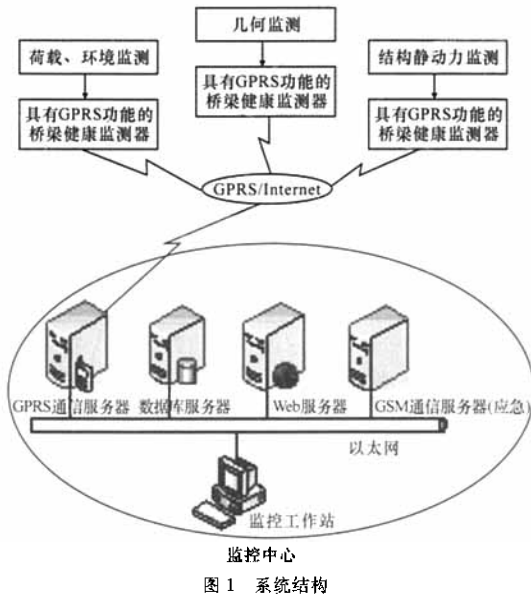 几何监测
荷载、环境监测
结构静动力监测
具有GPRS功能的
桥梁健康监测器
具有GPRS功能的
桥梁健康监测器
具有GPRS功能的
桥梁健康监测器
GPRS/Internet
GPRS通信服务器
数据库服务器
Web服务器
GSM通信服务器(应急)
以太网
监控工作站
监控中心
图1 系统结构